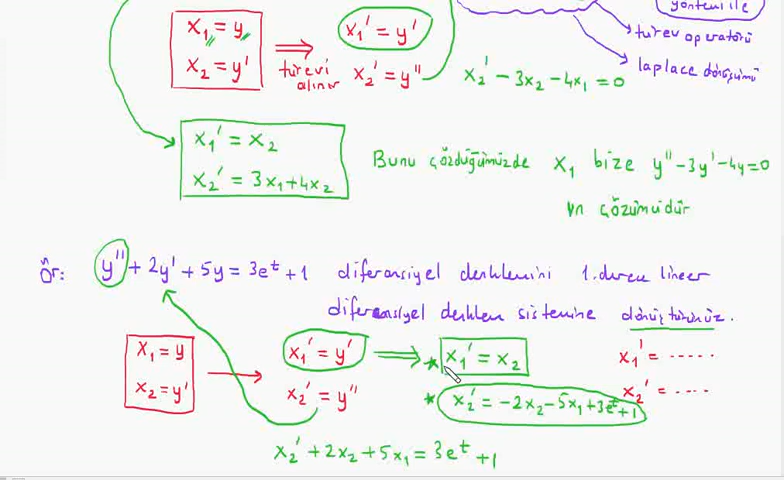 yöntemi ile
x₁ = y
x₂ = y'
türevi alınır
x₁' = y'
x₂' = y''
türev operatörü
laplace dönüşümü
x₂' - 3x₂ - 4x₁ = 0
x₁' = x₂
x₂' = 3x₁+4x₂
Bunu çözdüğümüzde x₁ bize y''-3y'-4y=0
ın çözümüdür
Ör: y'' + 2y' + 5y = 3eᵗ + 1 diferansiyel denklemini 1.derece lineer
diferansiyel denklem sistemine dönüştürünüz.
x₁ = y
x₂ = y'
x₁' = y'
x₂' = y''
* x₁' = x₂
* x₂' = -2x₂-5x₁+3eᵗ+1
x₁' = .....
x₂' = ....
x₂' + 2x₂ + 5x₁ = 3eᵗ +1